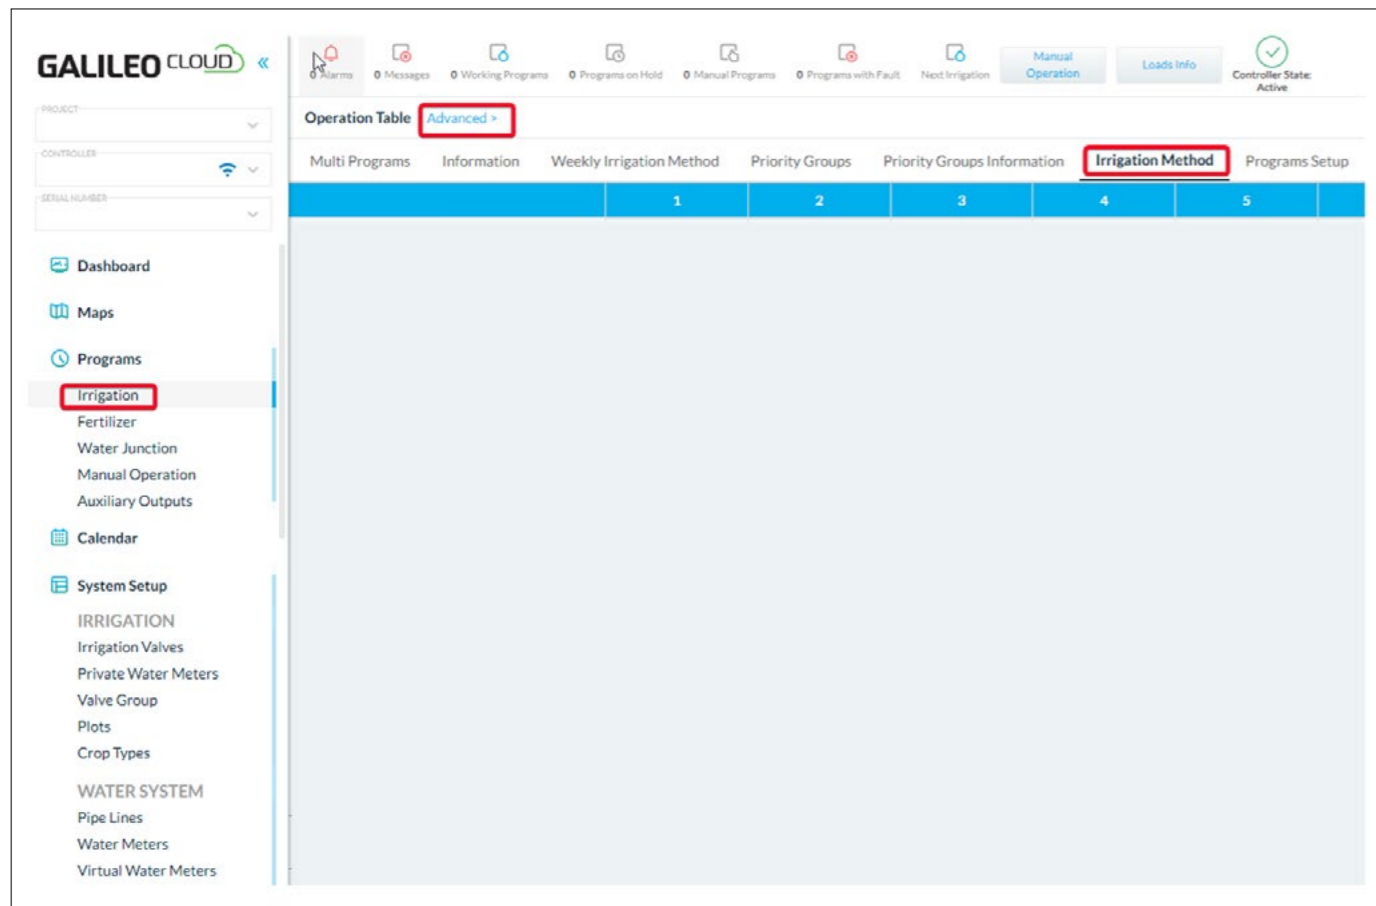 GALILEO CLOUD «
PROJECT
CONTROLLER
SERIAL NUMBER
Dashboard
Maps
Programs
Irrigation
Fertilizer
Water Junction
Manual Operation
Auxiliary Outputs
Calendar
System Setup
IRRIGATION
Irrigation Valves
Private Water Meters
Valve Group
Plots
Crop Types
WATER SYSTEM
Pipe Lines
Water Meters
Virtual Water Meters
0 Alarms
0 Messages
0 Working Programs
0 Programs on Hold
0 Manual Programs
0 Programs with Fault
Next Irrigation
Manual
Operation
Loads Info
Controller State:
Active
Operation Table Advanced >
Multi Programs Information Weekly Irrigation Method Priority Groups Priority Groups Information Irrigation Method Programs Setup
1 2 3 4 5